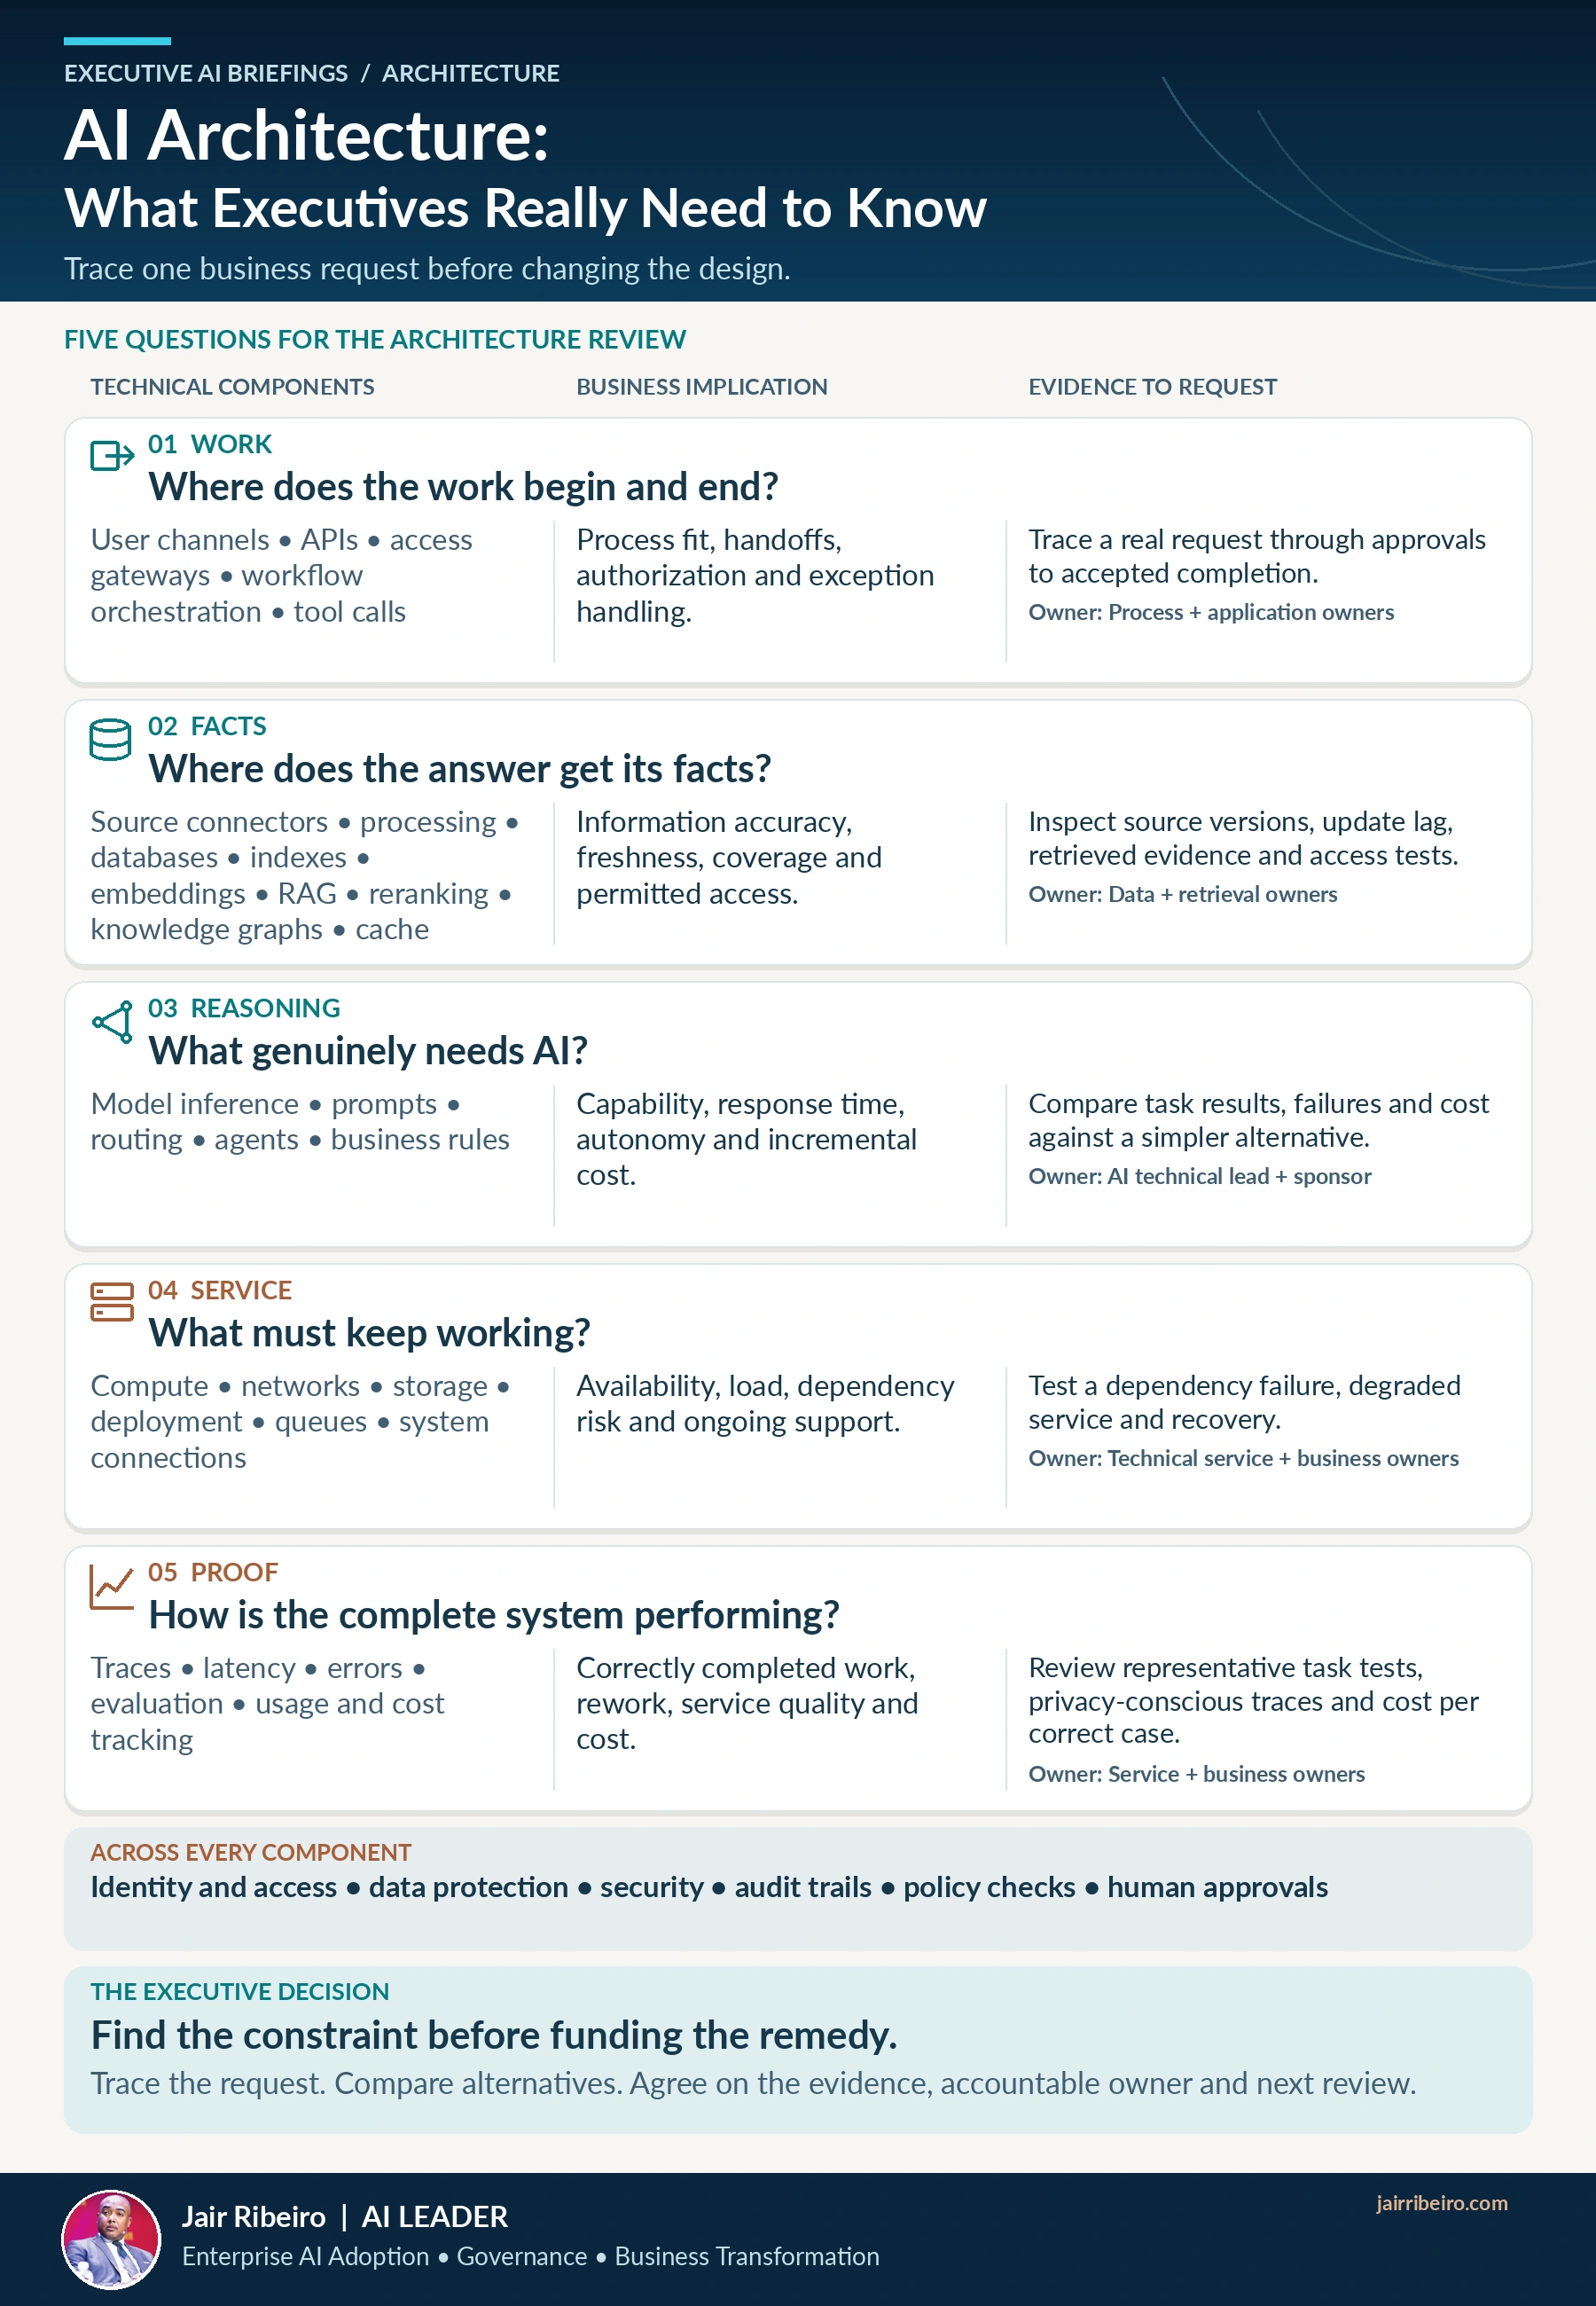 EXECUTIVE AI BRIEFINGS / ARCHITECTURE
AI Architecture:
What Executives Really Need to Know
Trace one business request before changing the design.
FIVE QUESTIONS FOR THE ARCHITECTURE REVIEW
TECHNICAL COMPONENTS
BUSINESS IMPLICATION
EVIDENCE TO REQUEST
01 WORK
Where does the work begin and end?
User channels • APIs • access
gateways • workflow
orchestration • tool calls
Process fit, handoffs,
authorization and exception
handling.
Trace a real request through approvals
to accepted completion.
Owner: Process + application owners
02 FACTS
Where does the answer get its facts?
Source connectors • processing •
databases • indexes •
embeddings • RAG • reranking •
knowledge graphs • cache
Information accuracy,
freshness, coverage and
permitted access.
Inspect source versions, update lag,
retrieved evidence and access tests.
Owner: Data + retrieval owners
03 REASONING
What genuinely needs AI?
Model inference • prompts •
routing • agents • business rules
Capability, response time,
autonomy and incremental
cost.
Compare task results, failures and cost
against a simpler alternative.
Owner: AI technical lead + sponsor
04 SERVICE
What must keep working?
Compute • networks • storage •
deployment • queues • system
connections
Availability, load, dependency
risk and ongoing support.
Test a dependency failure, degraded
service and recovery.
Owner: Technical service + business owners
05 PROOF
How is the complete system performing?
Traces • latency • errors •
evaluation • usage and cost
tracking
Correctly completed work,
rework, service quality and
cost.
Review representative task tests,
privacy-conscious traces and cost per
correct case.
Owner: Service + business owners
ACROSS EVERY COMPONENT
Identity and access • data protection • security • audit trails • policy checks • human approvals
THE EXECUTIVE DECISION
Find the constraint before funding the remedy.
Trace the request. Compare alternatives. Agree on the evidence, accountable owner and next review.
Jair Ribeiro | AI LEADER
Enterprise AI Adoption • Governance • Business Transformation
jairribeiro.com